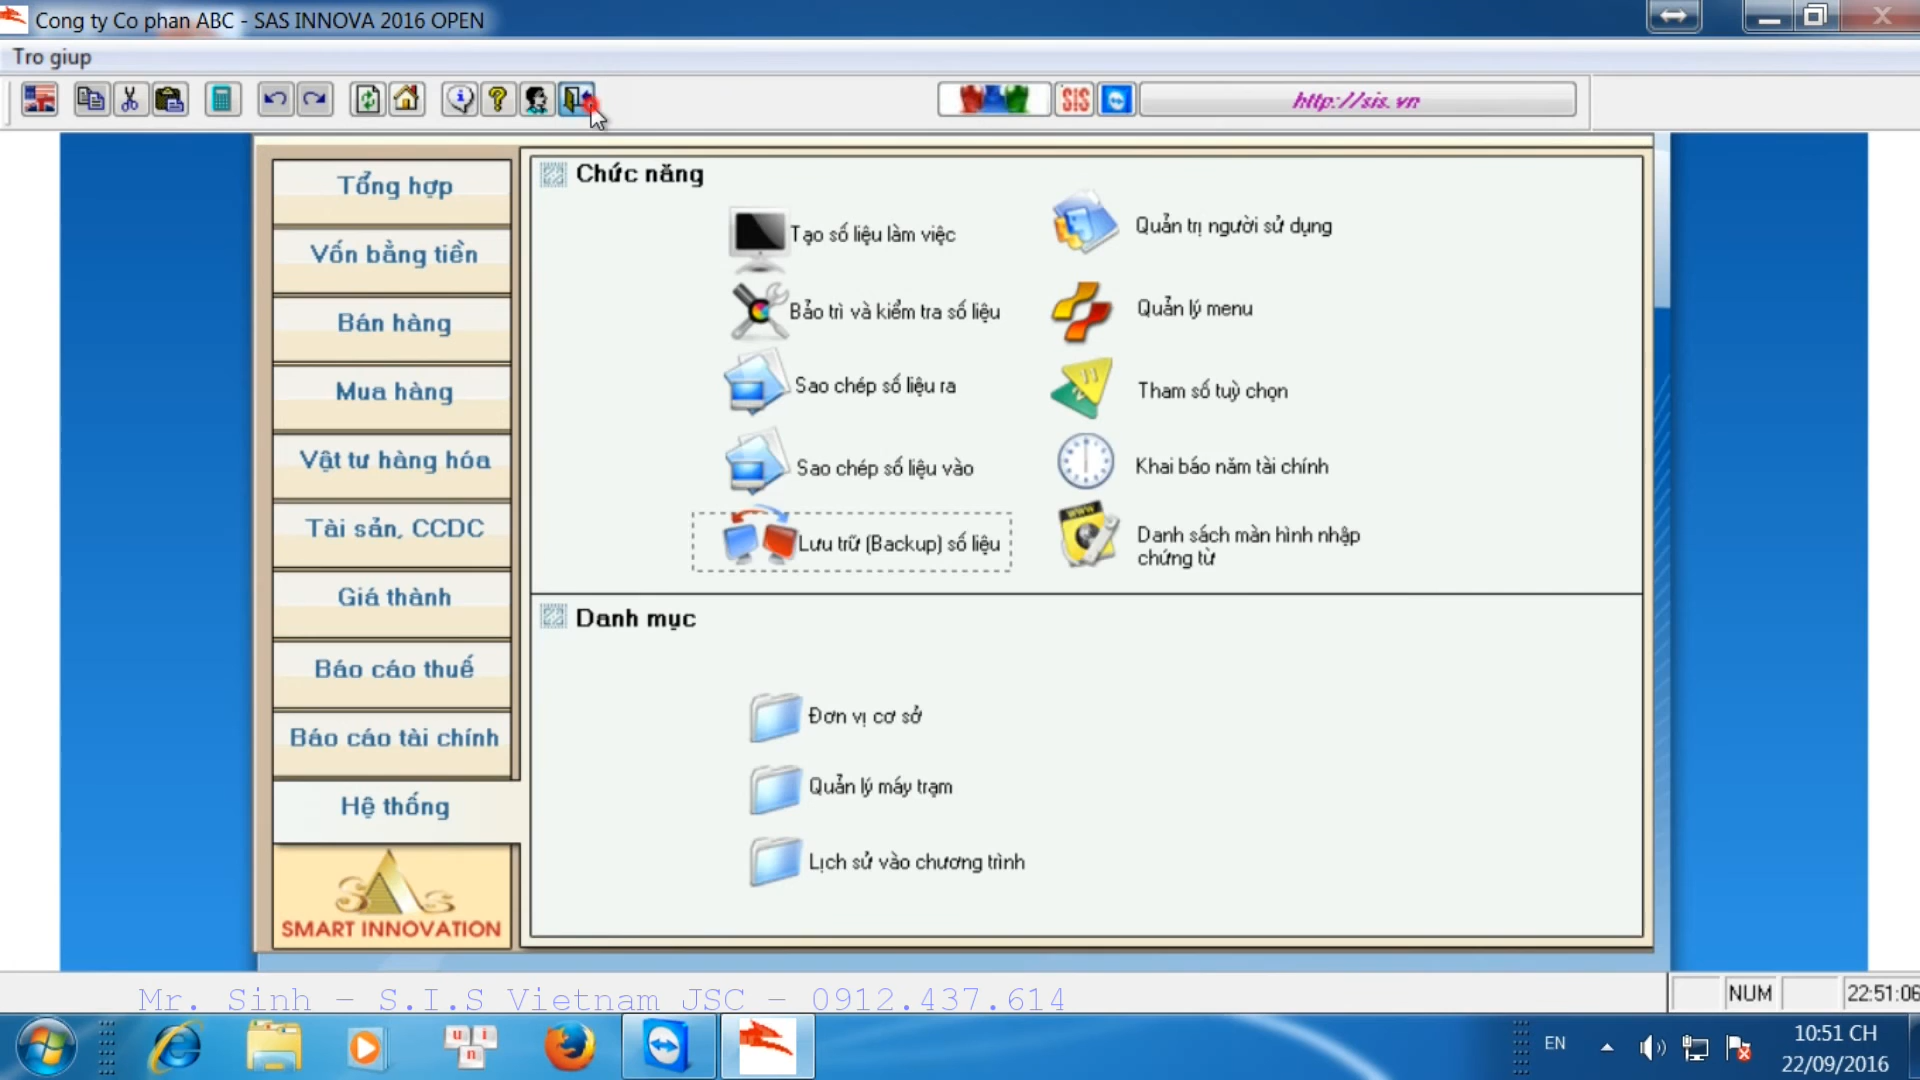 Cong ty Co phan ABC - SAS INNOVA 2016 OPEN
Tro giup
SIS
http://sis.vn
Tổng hợp
Vốn bằng tiền
Bán hàng
Mua hàng
Vật tư hàng hóa
Tài sản, CCDC
Giá thành
Báo cáo thuế
Báo cáo tài chính
Hệ thống
SAS
SMART INNOVATION
Chức năng
Tạo số liệu làm việc
Quản trị người sử dụng
Bảo trì và kiểm tra số liệu
Quản lý menu
Sao chép số liệu ra
Tham số tuỳ chọn
Sao chép số liệu vào
Khai báo năm tài chính
Lưu trữ (Backup) số liệu
WWW
Danh sách màn hình nhập
chứng từ
Danh mục
Đơn vị cơ sở
Quản lý máy trạm
Lịch sử vào chương trình
Mr. Sinh - S.I.S Vietnam JSC - 0912.437.614
NUM
22:51:06
u i n
EN
10:51 CH
22/09/2016